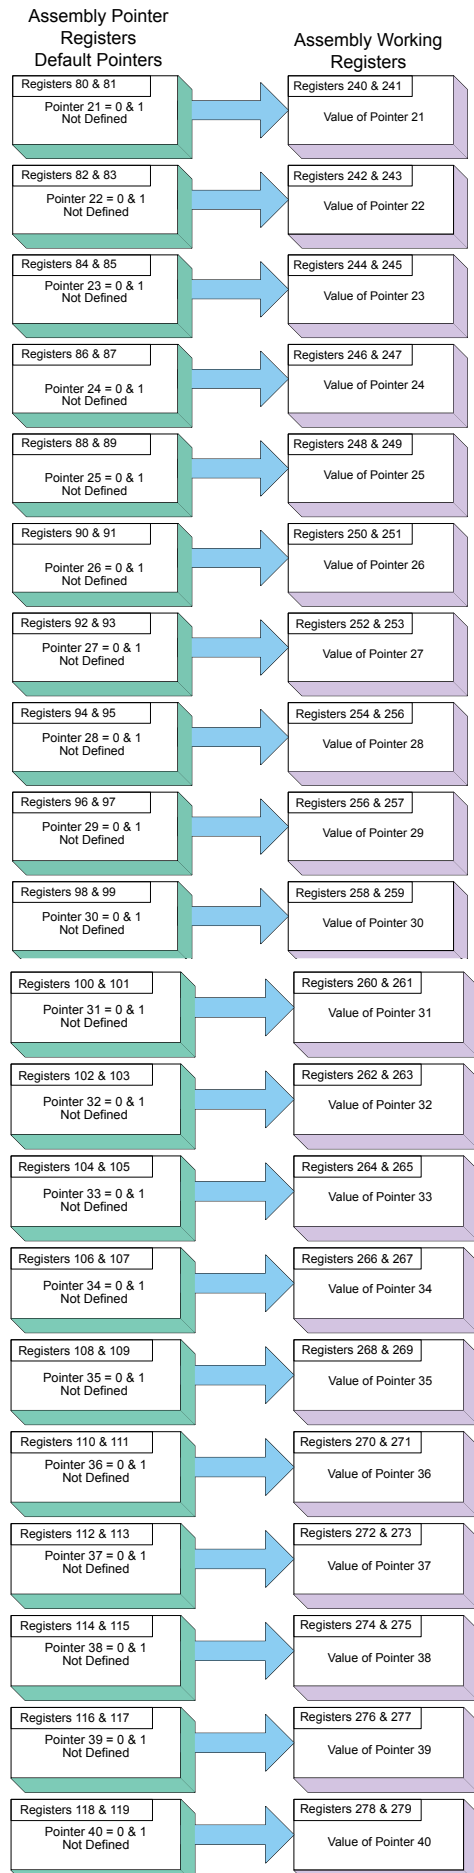 Assembly Pointer
Registers
Default Pointers
Assembly Working
Registers
Registers 80 & 81
Pointer 21 = 0 & 1
Not Defined
Registers 240 & 241
Value of Pointer 21
Registers 82 & 83
Pointer 22 = 0 & 1
Not Defined
Registers 242 & 243
Value of Pointer 22
Registers 84 & 85
Pointer 23 = 0 & 1
Not Defined
Registers 244 & 245
Value of Pointer 23
Registers 86 & 87
Pointer 24 = 0 & 1
Not Defined
Registers 246 & 247
Value of Pointer 24
Registers 88 & 89
Pointer 25 = 0 & 1
Not Defined
Registers 248 & 249
Value of Pointer 25
Registers 90 & 91
Pointer 26 = 0 & 1
Not Defined
Registers 250 & 251
Value of Pointer 26
Registers 92 & 93
Pointer 27 = 0 & 1
Not Defined
Registers 252 & 253
Value of Pointer 27
Registers 94 & 95
Pointer 28 = 0 & 1
Not Defined
Registers 254 & 256
Value of Pointer 28
Registers 96 & 97
Pointer 29 = 0 & 1
Not Defined
Registers 256 & 257
Value of Pointer 29
Registers 98 & 99
Pointer 30 = 0 & 1
Not Defined
Registers 258 & 259
Value of Pointer 30
Registers 100 & 101
Pointer 31 = 0 & 1
Not Defined
Registers 260 & 261
Value of Pointer 31
Registers 102 & 103
Pointer 32 = 0 & 1
Not Defined
Registers 262 & 263
Value of Pointer 32
Registers 104 & 105
Pointer 33 = 0 & 1
Not Defined
Registers 264 & 265
Value of Pointer 33
Registers 106 & 107
Pointer 34 = 0 & 1
Not Defined
Registers 266 & 267
Value of Pointer 34
Registers 108 & 109
Pointer 35 = 0 & 1
Not Defined
Registers 268 & 269
Value of Pointer 35
Registers 110 & 111
Pointer 36 = 0 & 1
Not Defined
Registers 270 & 271
Value of Pointer 36
Registers 112 & 113
Pointer 37 = 0 & 1
Not Defined
Registers 272 & 273
Value of Pointer 37
Registers 114 & 115
Pointer 38 = 0 & 1
Not Defined
Registers 274 & 275
Value of Pointer 38
Registers 116 & 117
Pointer 39 = 0 & 1
Not Defined
Registers 276 & 277
Value of Pointer 39
Registers 118 & 119
Pointer 40 = 0 & 1
Not Defined
Registers 278 & 279
Value of Pointer 40